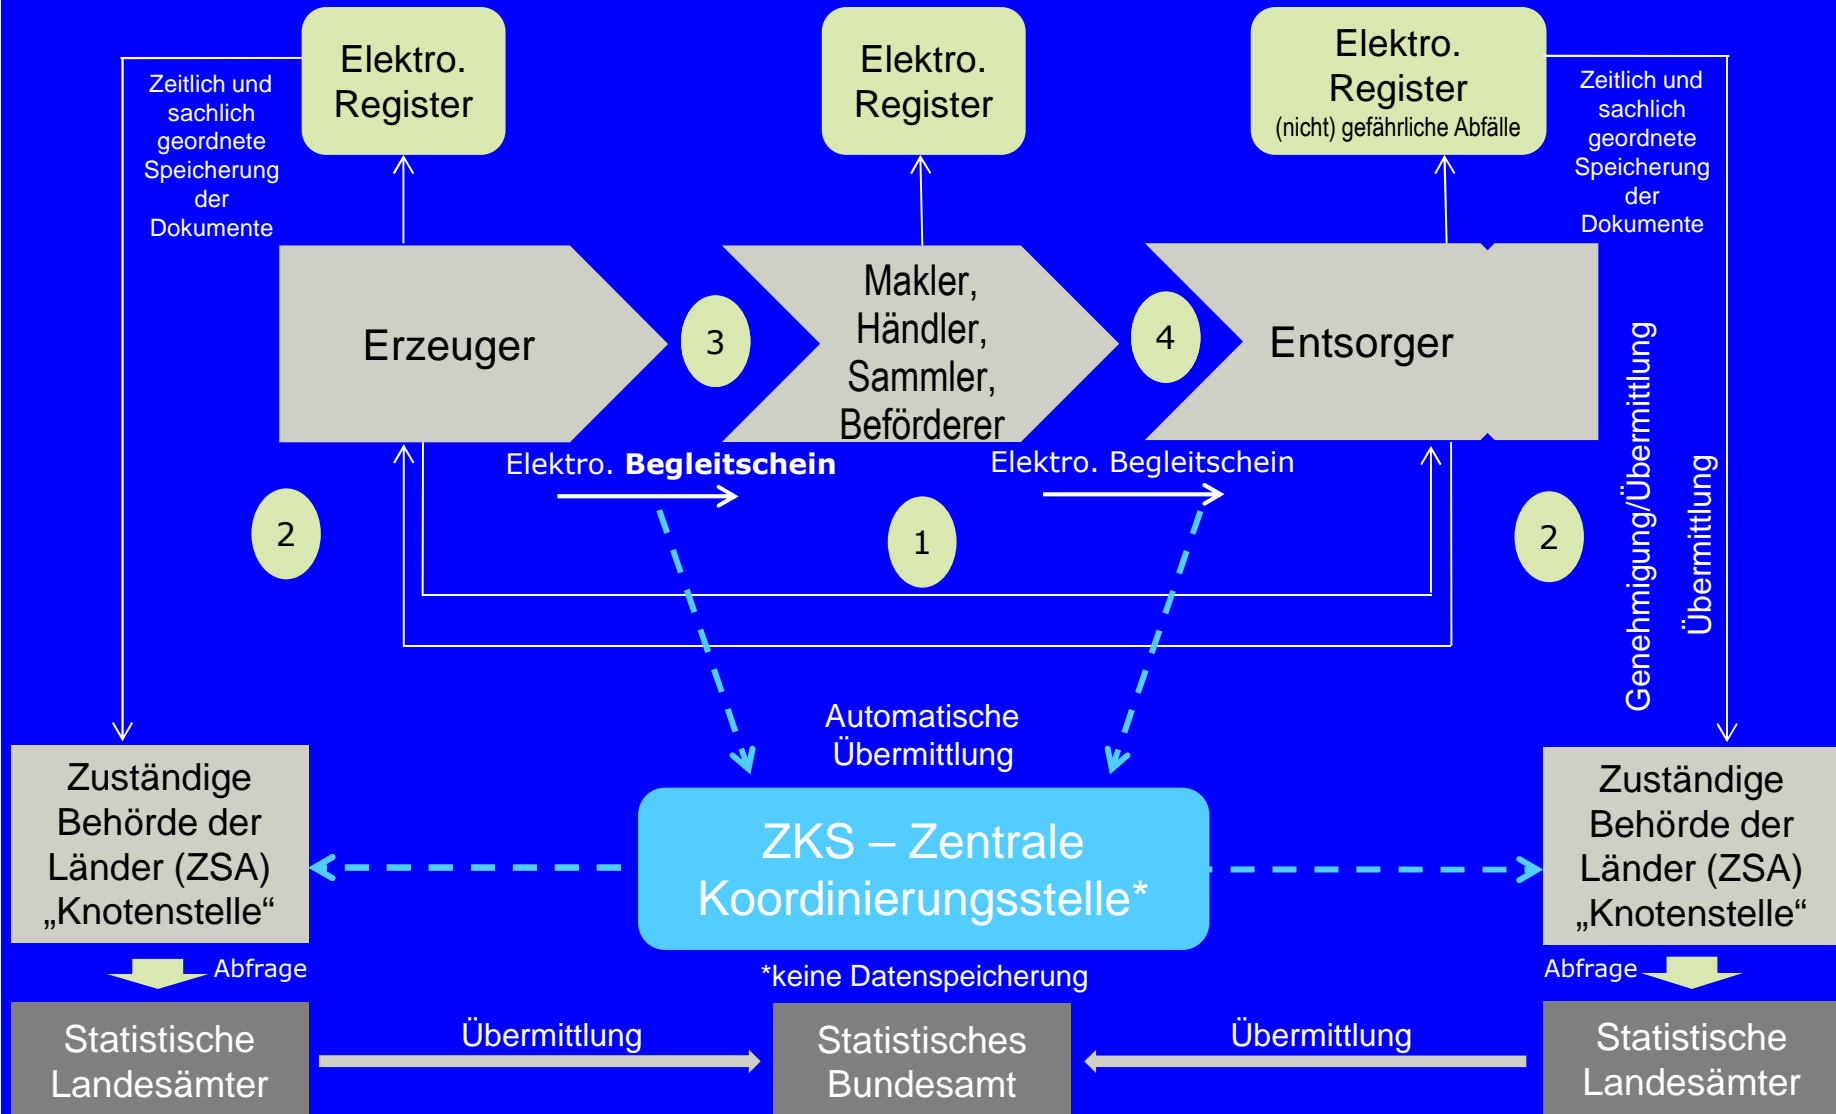 Elektro.
Register
Elektro.
Register
Elektro.
Register
(nicht) gefährliche Abfälle
Zeitlich und
sachlich
geordnete
Speicherung
der
Dokumente
Zeitlich und
sachlich
geordnete
Speicherung
der
Dokumente
Erzeuger
3
Makler,
Händler,
Sammler,
Beförderer
4
Entsorger
Elektro. Begleitschein
Elektro. Begleitschein
2
1
2
Genehmigung/Übermittlung
Übermittlung
Automatische
Übermittlung
Zuständige
Behörde der
Länder (ZSA)
„Knotenstelle“
ZKS – Zentrale
Koordinierungsstelle*
Zuständige
Behörde der
Länder (ZSA)
„Knotenstelle“
Abfrage
*keine Datenspeicherung
Abfrage
Statistische
Landesämter
Übermittlung
Statistisches
Bundesamt
Übermittlung
Statistische
Landesämter